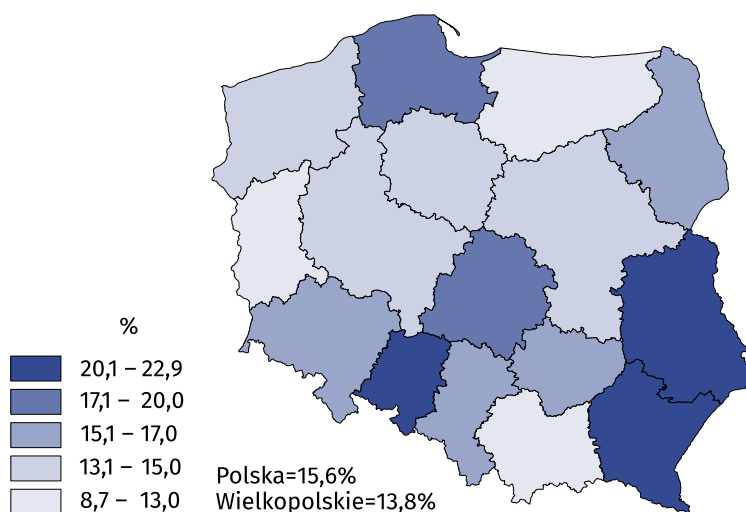 %
20,1 – 22,9
17,1 – 20,0
15,1 – 17,0
13,1 – 15,0
8,7 – 13,0
Polska=15,6%
Wielkopolskie=13,8%